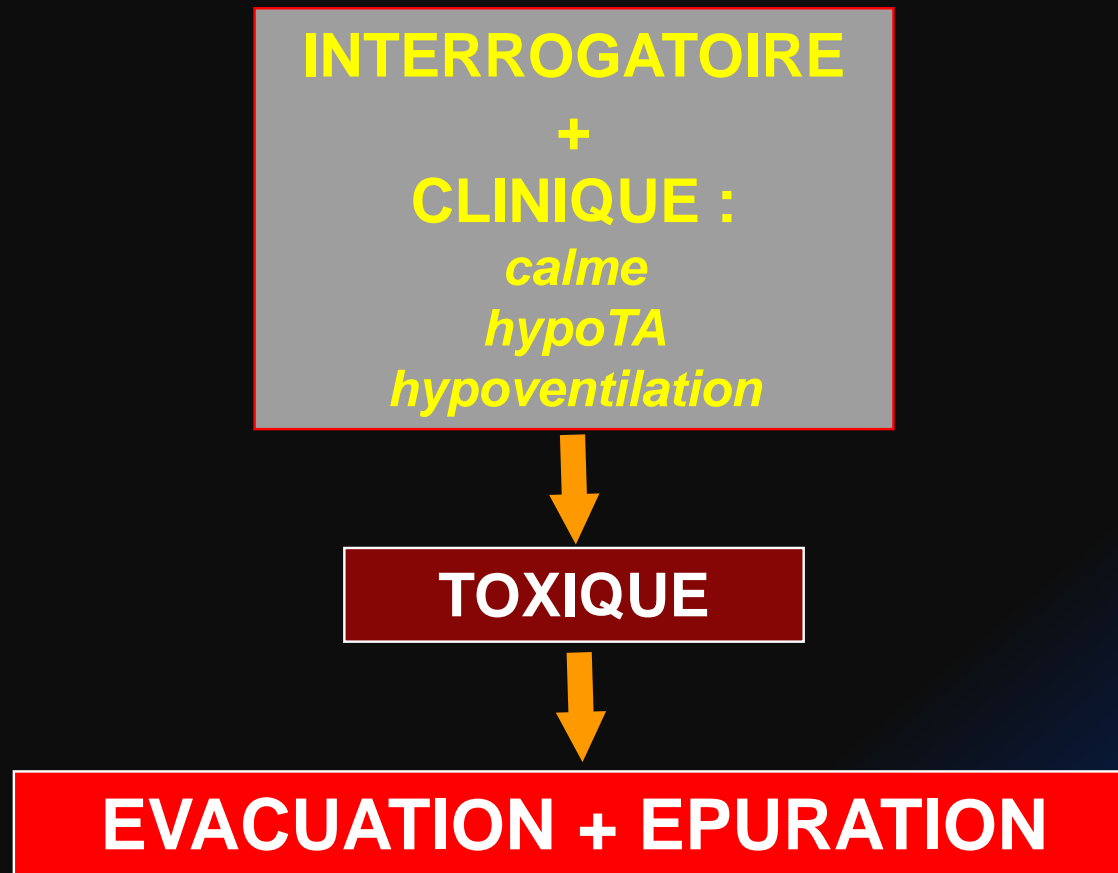 INTERROGATOIRE
+
CLINIQUE :
calme
hypoTA
hypoventilation
TOXIQUE
EVACUATION + EPURATION